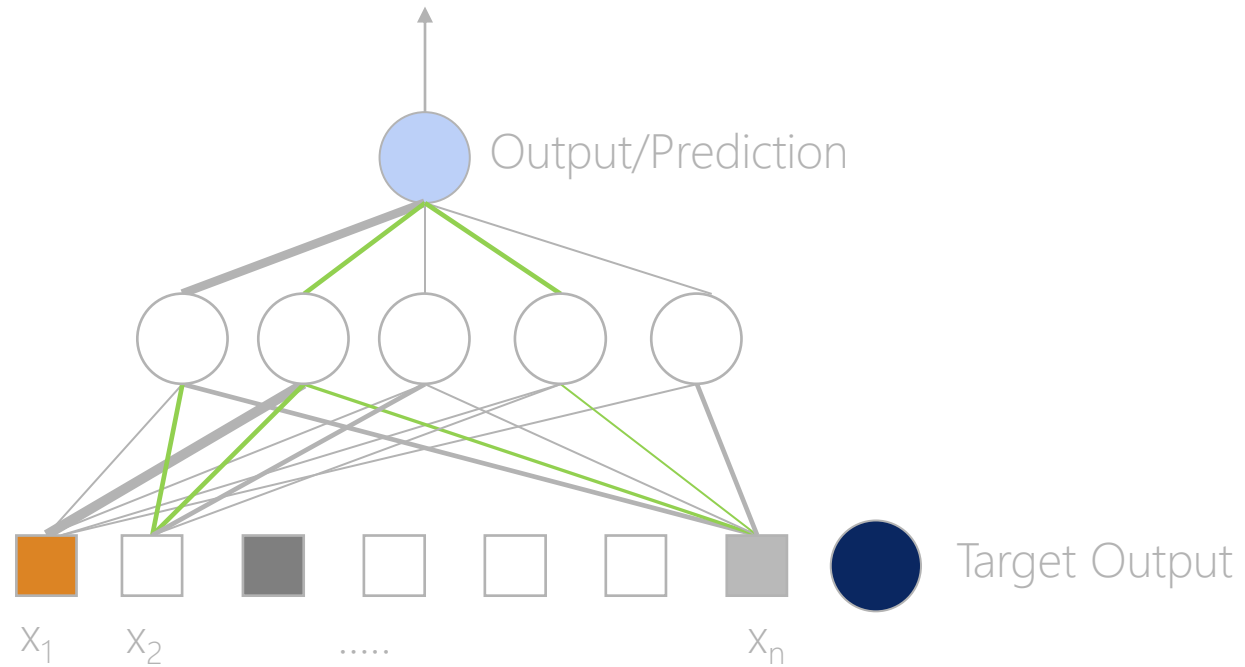 Output/Prediction
Target Output
X₁ X₂ ..... Xₙ